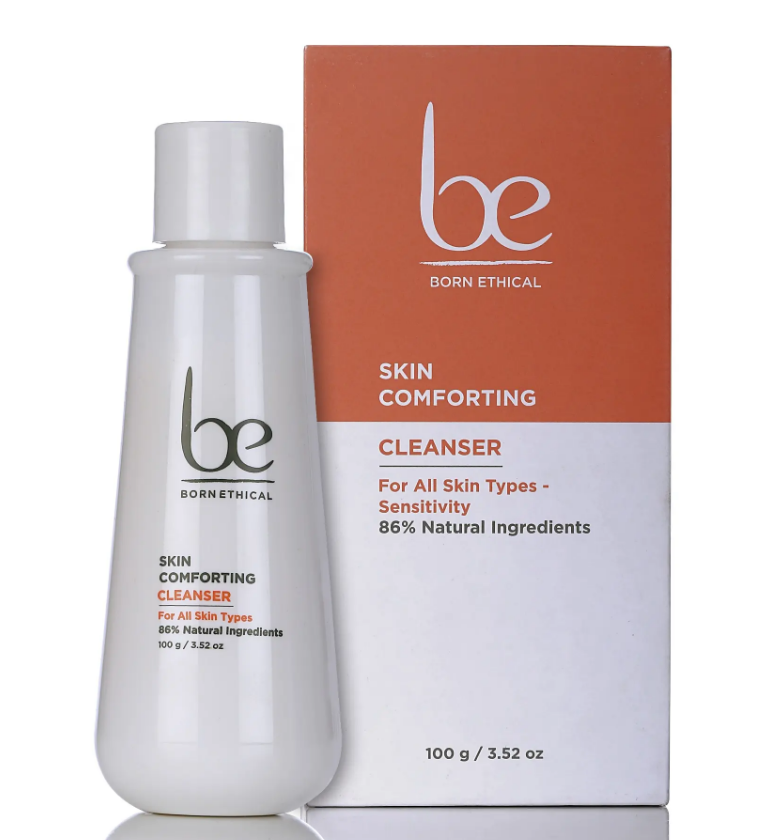 be
BORN ETHICAL
SKIN
COMFORTING
CLEANSER
For All Skin Types
86% Natural Ingredients
100 g / 3.52 oz
be
BORN ETHICAL
SKIN
COMFORTING
CLEANSER
For All Skin Types -
Sensitivity
86% Natural Ingredients
100 g / 3.52 oz